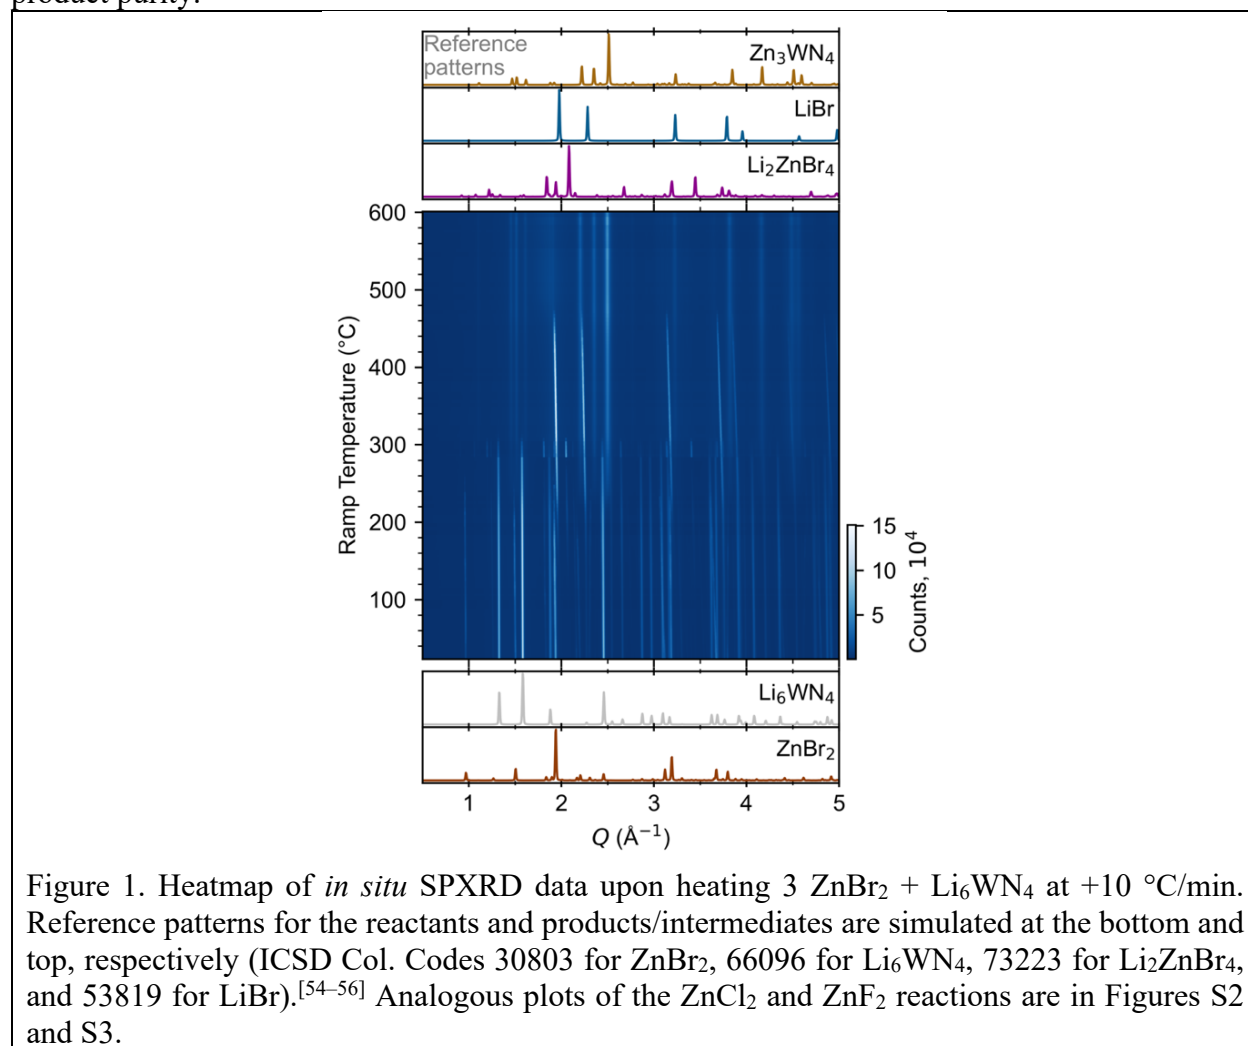 product purity.
Reference
patterns
Zn₃WN₄
LiBr
Li₂ZnBr₄
600
500
400
300
200
100
Ramp Temperature (°C)
15
10
5
Counts, 10⁴
Li₆WN₄
ZnBr₂
1 2 3 4 5
Q (Å⁻¹)
Figure 1. Heatmap of in situ SPXRD data upon heating 3 ZnBr₂ + Li₆WN₄ at +10 °C/min.
Reference patterns for the reactants and products/intermediates are simulated at the bottom and
top, respectively (ICSD Col. Codes 30803 for ZnBr₂, 66096 for Li₆WN₄, 73223 for Li₂ZnBr₄,
and 53819 for LiBr).[54–56] Analogous plots of the ZnCl₂ and ZnF₂ reactions are in Figures S2
and S3.